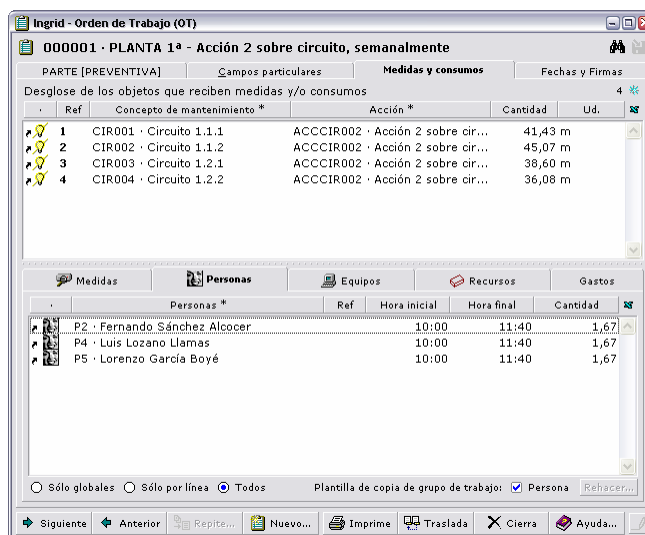 Ingrid - Orden de Trabajo (OT)
000001 · PLANTA 1ª - Acción 2 sobre circuito, semanalmente
PARTE [PREVENTIVA] Campos particulares Medidas y consumos Fechas y Firmas
Desglose de los objetos que reciben medidas y/o consumos 4
· Ref Concepto de mantenimiento * Acción * Cantidad Ud.
1 CIR001 · Circuito 1.1.1 ACCCIR002 · Acción 2 sobre cir... 41,43 m
2 CIR002 · Circuito 1.1.2 ACCCIR002 · Acción 2 sobre cir... 45,07 m
3 CIR003 · Circuito 1.2.1 ACCCIR002 · Acción 2 sobre cir... 38,60 m
4 CIR004 · Circuito 1.2.2 ACCCIR002 · Acción 2 sobre cir... 36,08 m
Medidas Personas Equipos Recursos Gastos
· Personas * Ref Hora inicial Hora final Cantidad
P2 · Fernando Sánchez Alcocer 10:00 11:40 1,67
P4 · Luis Lozano Llamas 10:00 11:40 1,67
P5 · Lorenzo García Boyé 10:00 11:40 1,67
Sólo globales Sólo por línea Todos Plantilla de copia de grupo de trabajo: Persona Rehacer...
Siguiente Anterior Repite... Nuevo... Imprime Traslada Cierra Ayuda...